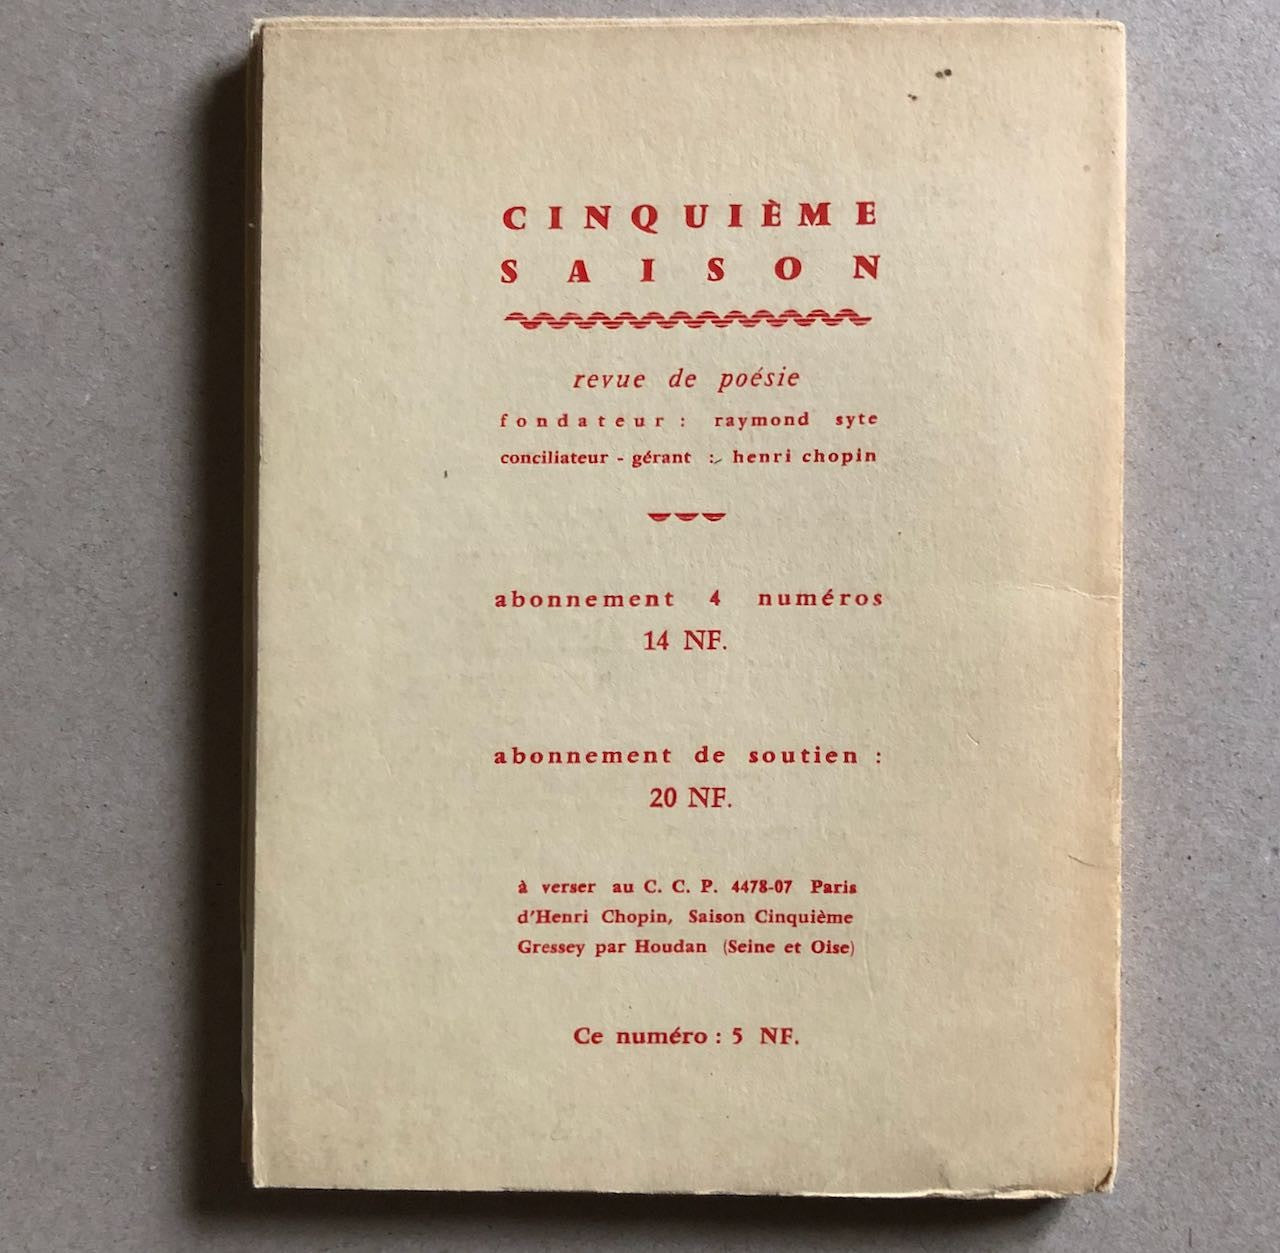 CINQUIÈME
SAISON
revue de poésie
fondateur : raymond syte
conciliateur - gérant : henri chopin
abonnement 4 numéros
14 NF.
abonnement de soutien :
20 NF.
à verser au C. C. P. 4478-07 Paris
d'Henri Chopin, Saison Cinquième
Gressey par Houdan (Seine et Oise)
Ce numéro : 5 NF.